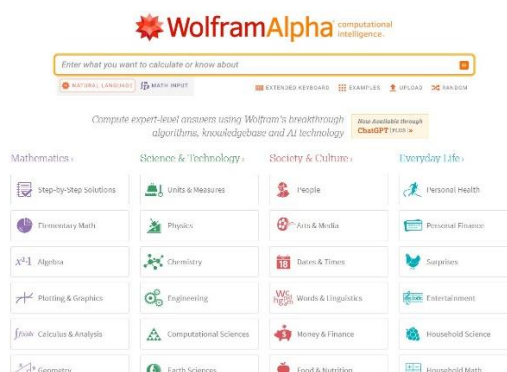 WolframAlpha computational intelligence.
Enter what you want to calculate or know about
NATURAL LANGUAGE MATH INPUT EXTENDED KEYBOARD EXAMPLES UPLOAD RANDOM
Compute expert-level answers using Wolfram's breakthrough
algorithms, knowledgebase and AI technology
Now Available through
ChatGPT PLUS »
Mathematics › Science & Technology › Society & Culture › Everyday Life ›
Step-by-Step Solutions Units & Measures People Personal Health
Elementary Math Physics Arts & Media Personal Finance
x²-1 Algebra Chemistry 18 Dates & Times Surprises
Plotting & Graphics Engineering Words & Linguistics Entertainment
Calculus & Analysis Computational Sciences Money & Finance Household Science
Geometry Earth Sciences Food & Nutrition Household Math